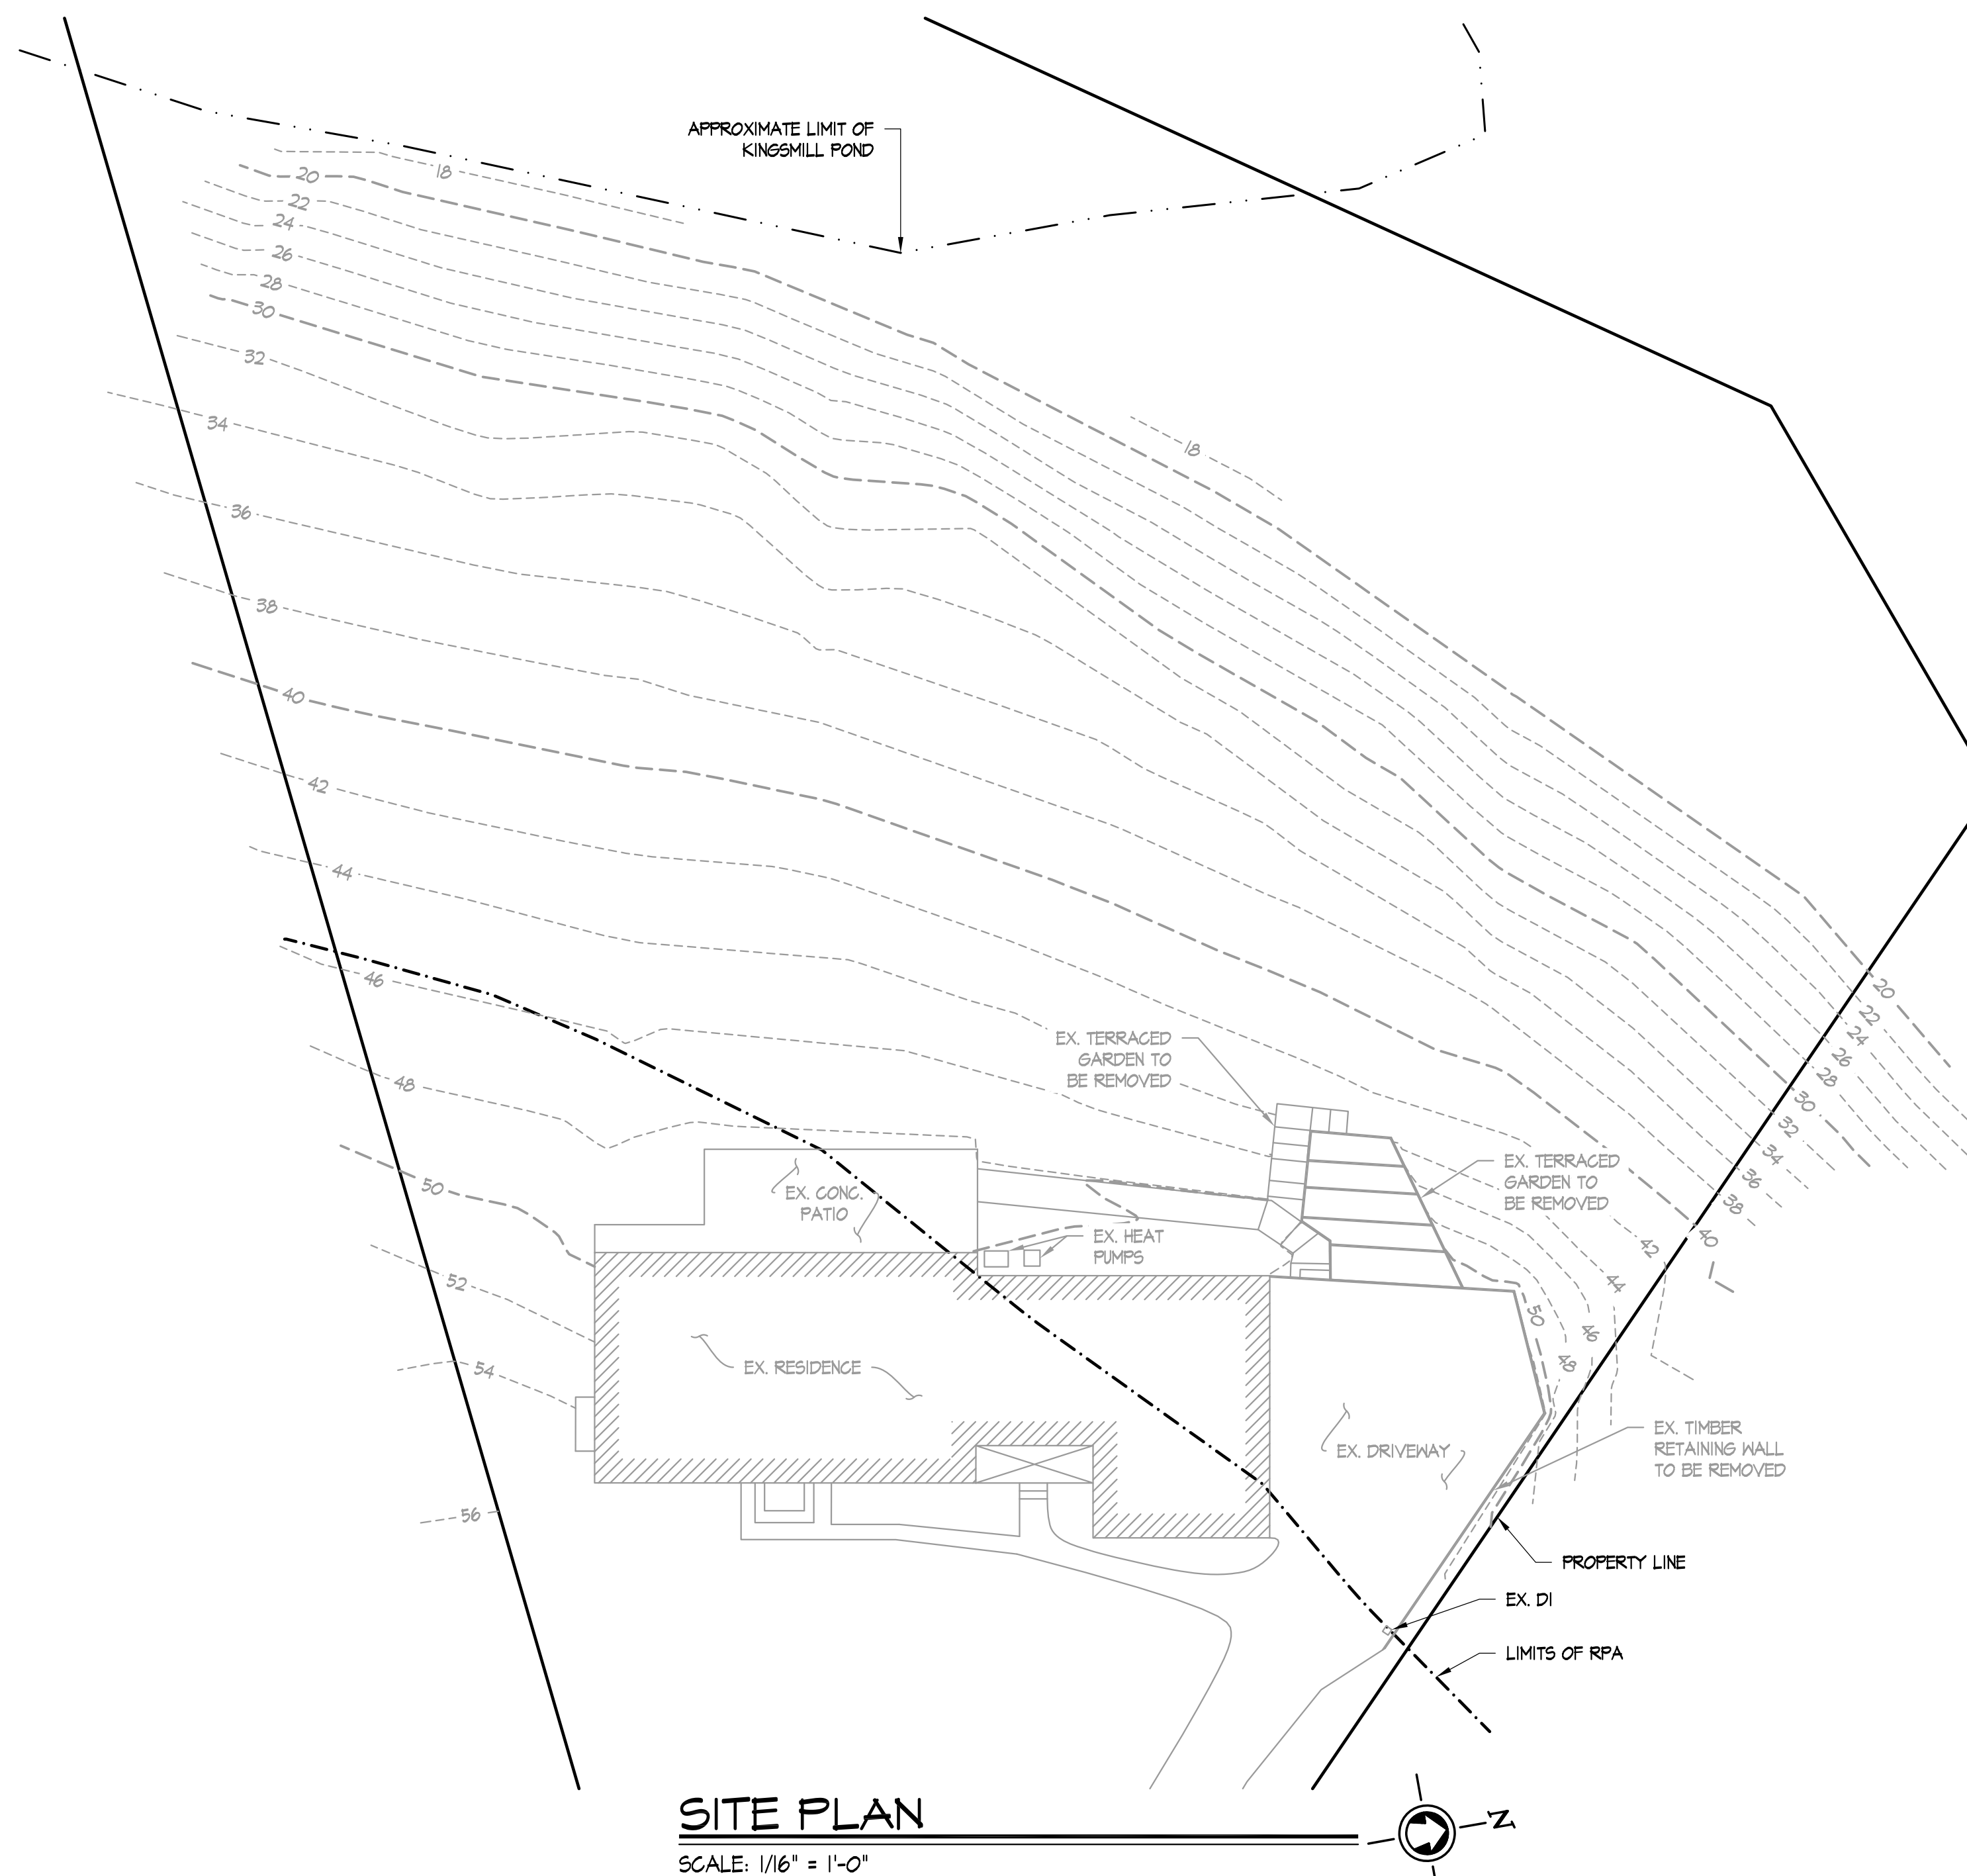 APPROXIMATE LIMIT OF
KINGSMILL POND
18
20
22
24
26
28
30
32
34
36
38
40
42
44
46
48
50
52
54
56
18
EX. TERRACED
GARDEN TO
BE REMOVED
EX. TERRACED
GARDEN TO
BE REMOVED
20
22
24
26
28
30
32
34
36
38
40
42
44
46
48
50
EX. CONC.
PATIO
EX. HEAT
PUMPS
EX. RESIDENCE
EX. DRIVEWAY
EX. TIMBER
RETAINING WALL
TO BE REMOVED
PROPERTY LINE
EX. DI
LIMITS OF RPA
SITE PLAN
SCALE: 1/16" = 1'-0"
N